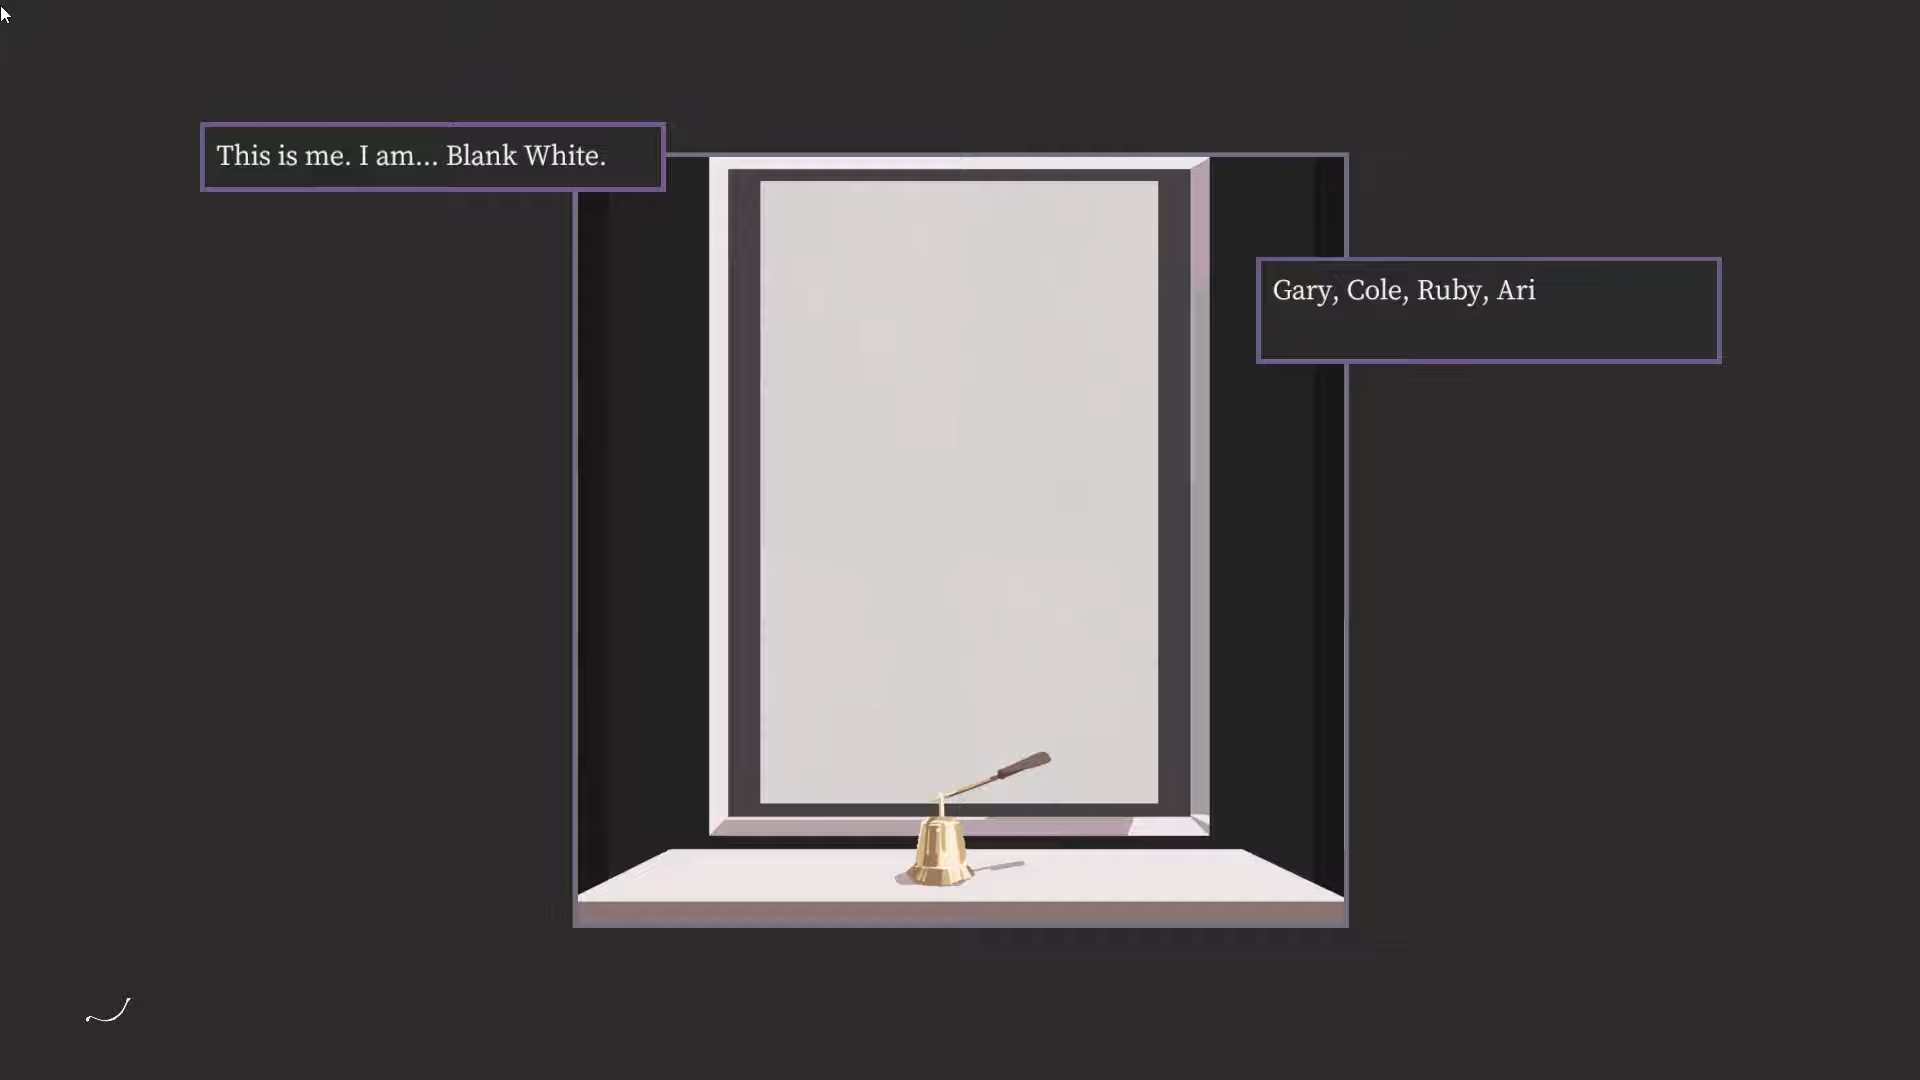 This is me. I am... Blank White.
Gary, Cole, Ruby, Ari